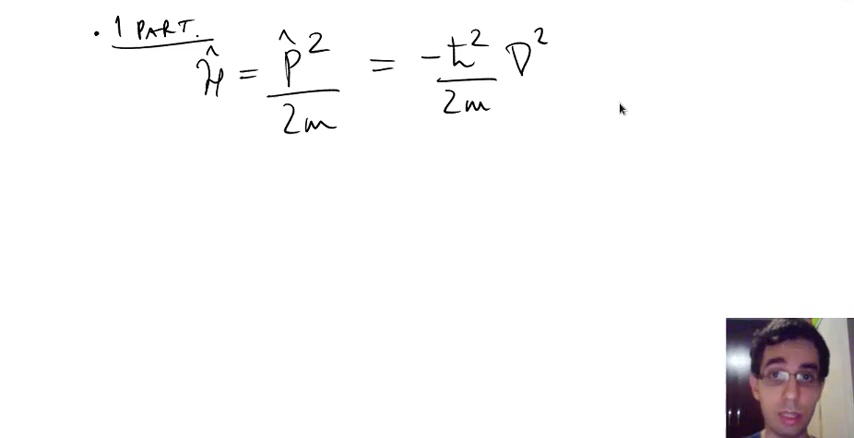 · 1 PART.
Ĥ = p̂²/2m = -ħ²/2m ∇²